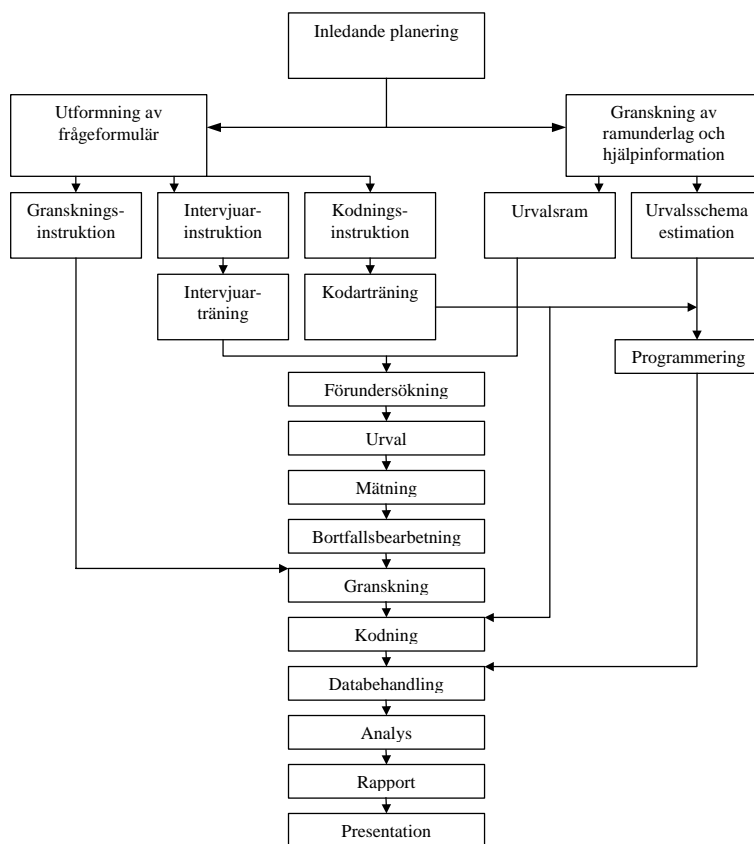 Inledande planering
Utformning av
frågeformulär
Granskning av
ramunderlag och
hjälpinformation
Gransknings-
instruktion
Intervjuar-
instruktion
Kodnings-
instruktion
Urvalsram
Urvalsschema
estimation
Intervjuar-
träning
Kodarträning
Programmering
Förundersökning
Urval
Mätning
Bortfallsbearbetning
Granskning
Kodning
Databehandling
Analys
Rapport
Presentation